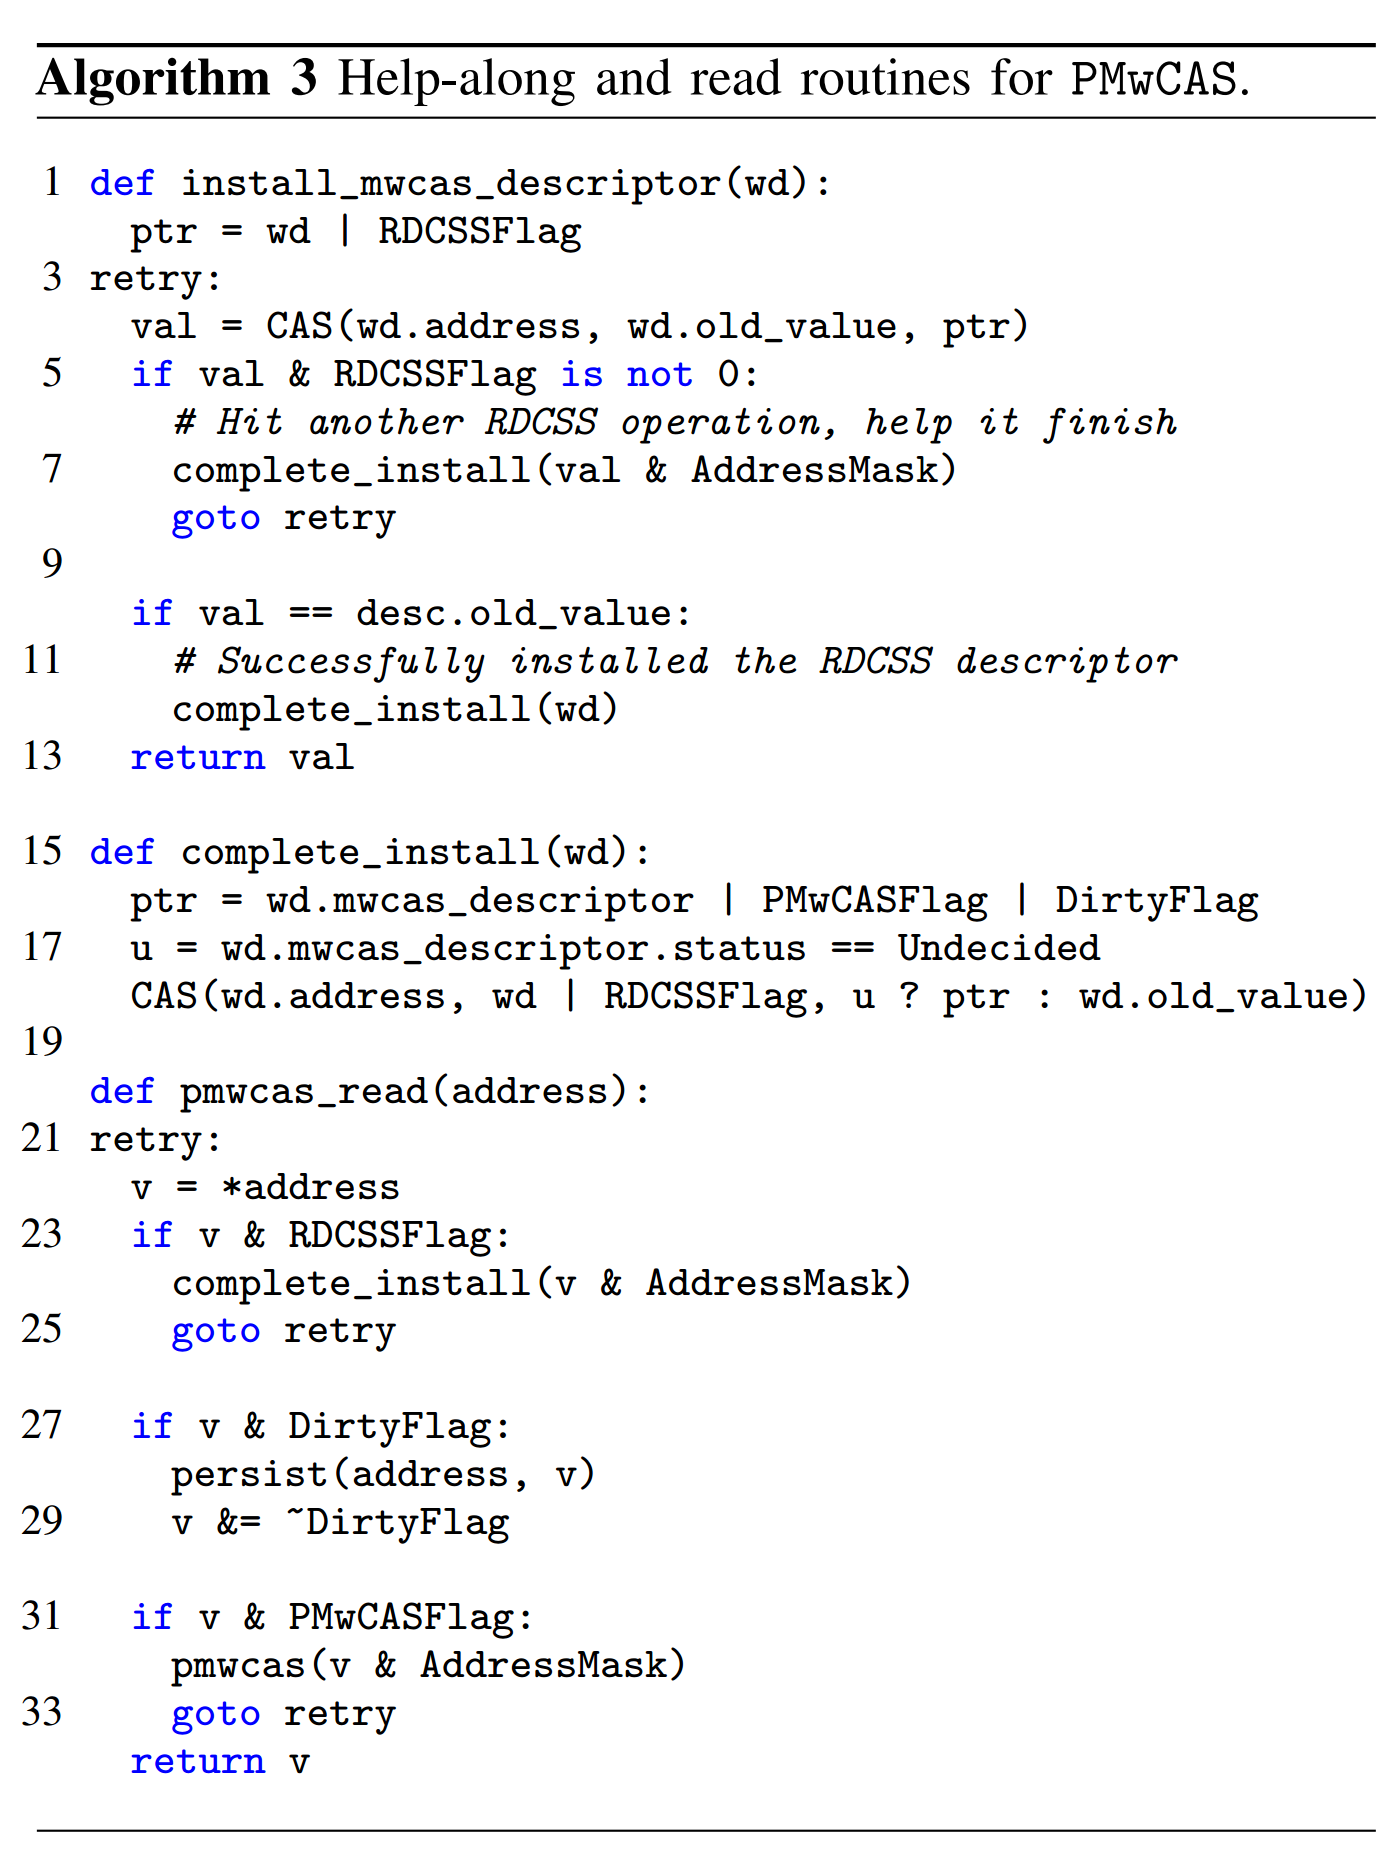 Algorithm 3 Help-along and read routines for PMwCAS.
1 def install_mwcas_descriptor(wd):
ptr = wd | RDCSSFlag
3 retry:
val = CAS(wd.address, wd.old_value, ptr)
5 if val & RDCSSFlag is not 0:
# Hit another RDCSS operation, help it finish
7 complete_install(val & AddressMask)
goto retry
9
if val == desc.old_value:
11 # Successfully installed the RDCSS descriptor
complete_install(wd)
13 return val
15 def complete_install(wd):
ptr = wd.mwcas_descriptor | PMwCASFlag | DirtyFlag
17 u = wd.mwcas_descriptor.status == Undecided
CAS(wd.address, wd | RDCSSFlag, u ? ptr : wd.old_value)
19
def pmwcas_read(address):
21 retry:
v = *address
23 if v & RDCSSFlag:
complete_install(v & AddressMask)
25 goto retry
27 if v & DirtyFlag:
persist(address, v)
29 v &= ~DirtyFlag
31 if v & PMwCASFlag:
pmwcas(v & AddressMask)
33 goto retry
return v